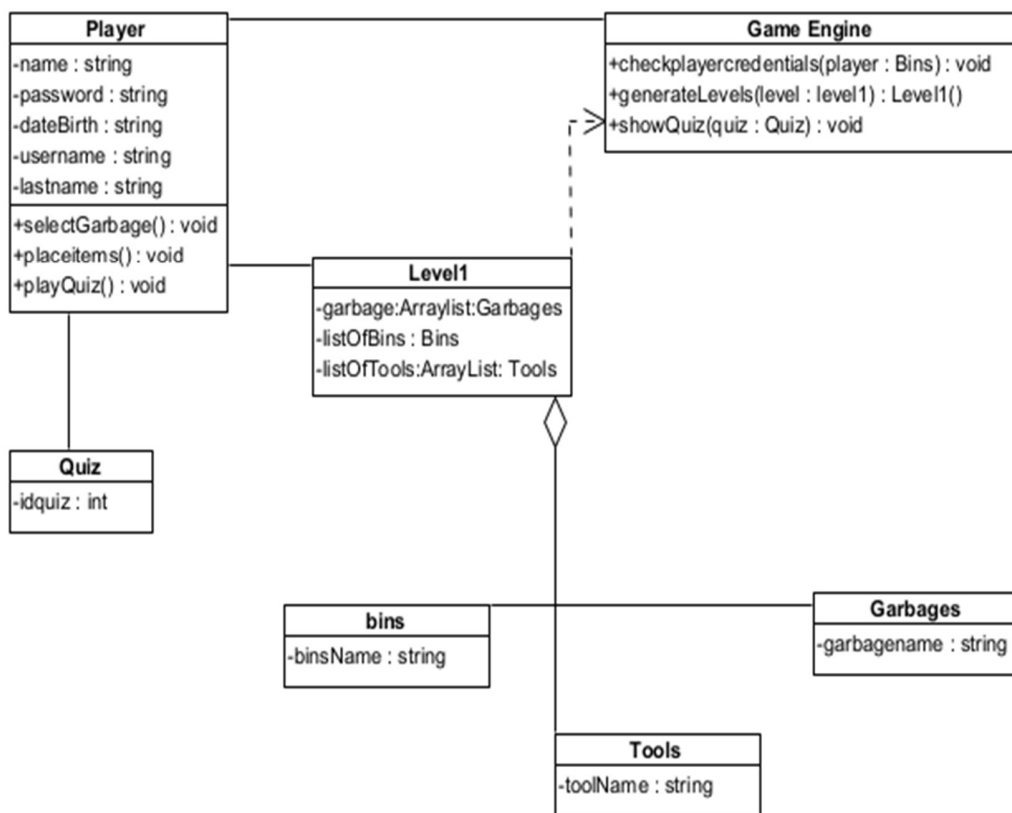 Player
-name : string
-password : string
-dateBirth : string
-username : string
-lastname : string
+selectGarbage() : void
+placeitems() : void
+playQuiz() : void
Game Engine
+checkplayercredentials(player : Bins) : void
+generateLevels(level : level1) : Level1()
+showQuiz(quiz : Quiz) : void
Level1
-garbage:Arraylist:Garbages
-listOfBins : Bins
-listOfTools:ArrayList: Tools
Quiz
-idquiz : int
bins
-binsName : string
Garbages
-garbagename : string
Tools
-toolName : string